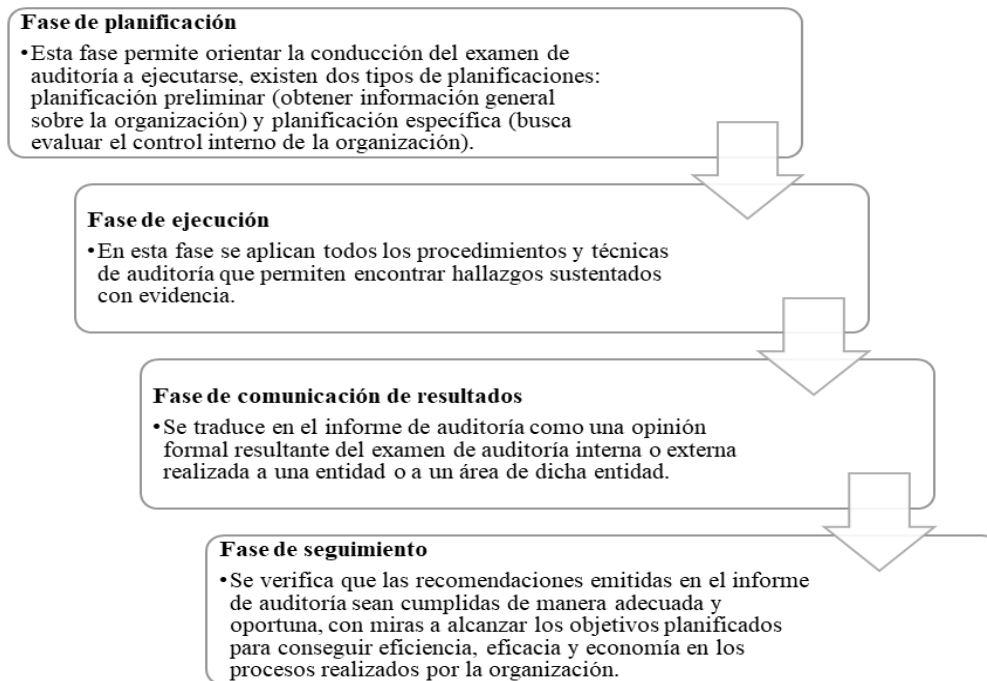 Fase de planificación
•Esta fase permite orientar la conducción del examen de
auditoría a ejecutarse, existen dos tipos de planificaciones:
planificación preliminar (obtener información general
sobre la organización) y planificación específica (busca
evaluar el control interno de la organización).
Fase de ejecución
•En esta fase se aplican todos los procedimientos y técnicas
de auditoría que permiten encontrar hallazgos sustentados
con evidencia.
Fase de comunicación de resultados
•Se traduce en el informe de auditoría como una opinión
formal resultante del examen de auditoría interna o externa
realizada a una entidad o a un área de dicha entidad.
Fase de seguimiento
•Se verifica que las recomendaciones emitidas en el informe
de auditoría sean cumplidas de manera adecuada y
oportuna, con miras a alcanzar los objetivos planificados
para conseguir eficiencia, eficacia y economía en los
procesos realizados por la organización.